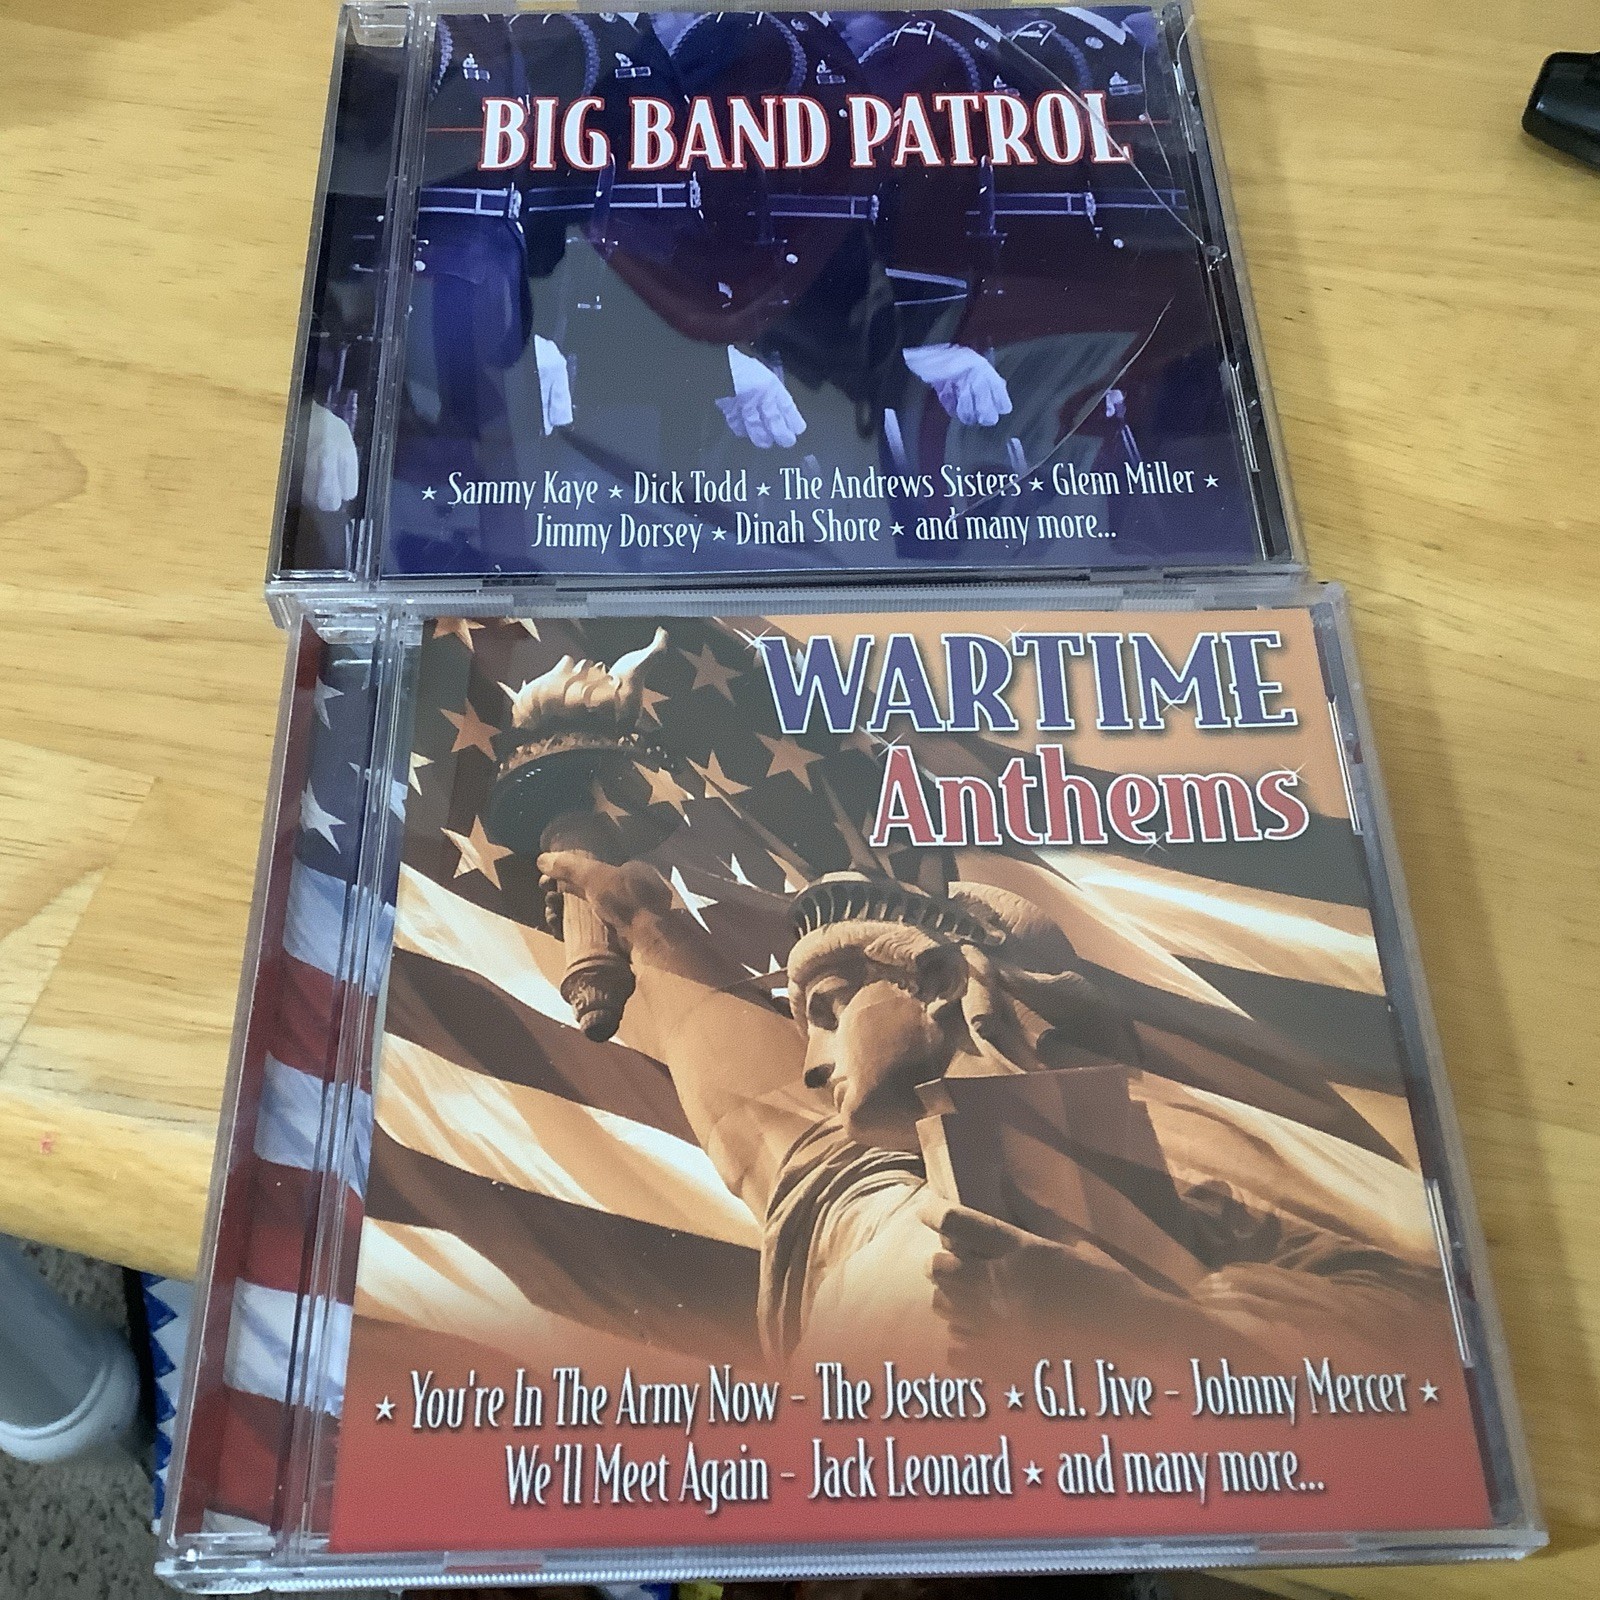 BIG BAND PATROL
★ Sammy Kaye ★ Dick Todd ★ The Andrews Sisters ★ Glenn Miller ★
Jimmy Dorsey ★ Dinah Shore ★ and many more...
WARTIME
Anthems
★ You're In The Army Now - The Jesters ★ G.I. Jive - Johnny Mercer ★
We'll Meet Again - Jack Leonard ★ and many more...